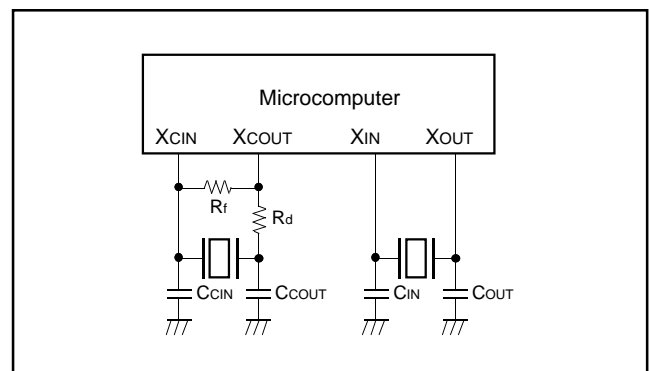 Microcomputer
XCIN XCOUT XIN XOUT
Rf
Rd
CCIN CCOUT CIN COUT